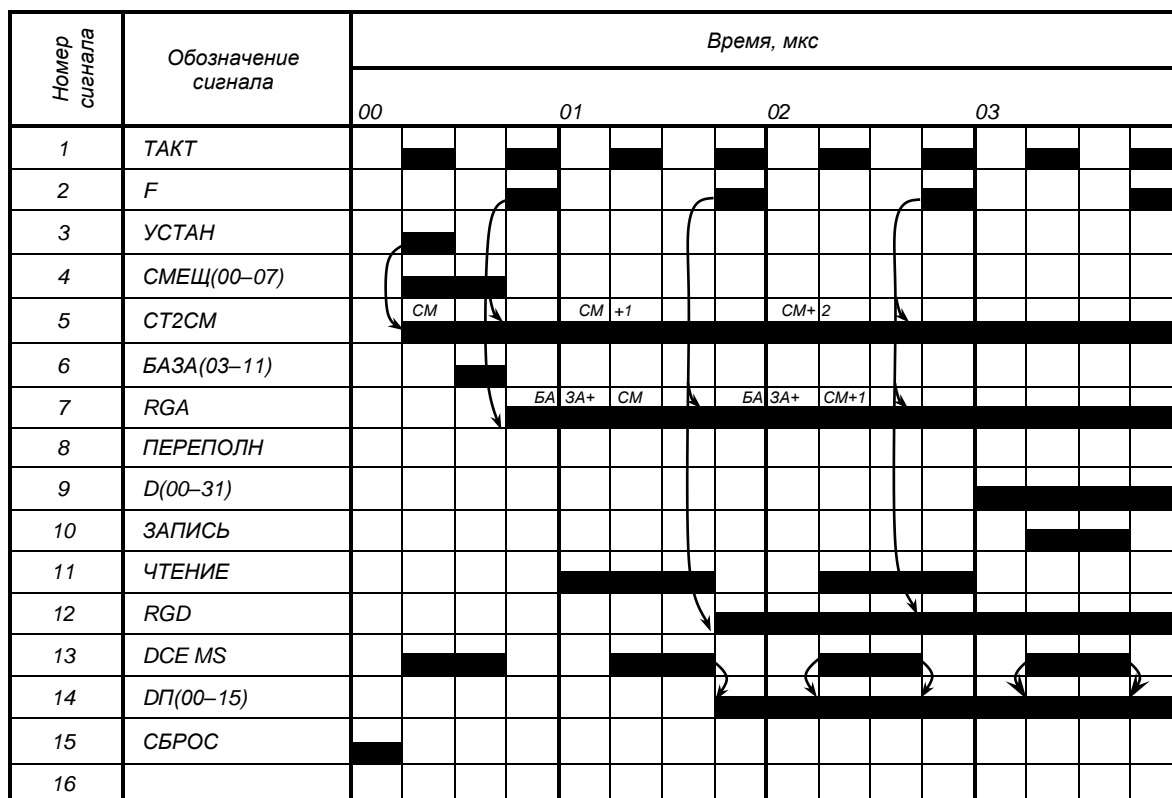 Номер сигнала
Обозначение
сигнала
Время, мкс
00 01 02 03
1 ТАКТ
2 F
3 УСТАН
4 СМЕЩ(00–07)
5 СТ2СМ СМ СМ +1 СМ+ 2
6 БАЗА(03–11)
7 RGA БА ЗА+ СМ БА ЗА+ СМ+1
8 ПЕРЕПОЛН
9 D(00–31)
10 ЗАПИСЬ
11 ЧТЕНИЕ
12 RGD
13 DCE MS
14 DП(00–15)
15 СБРОС
16